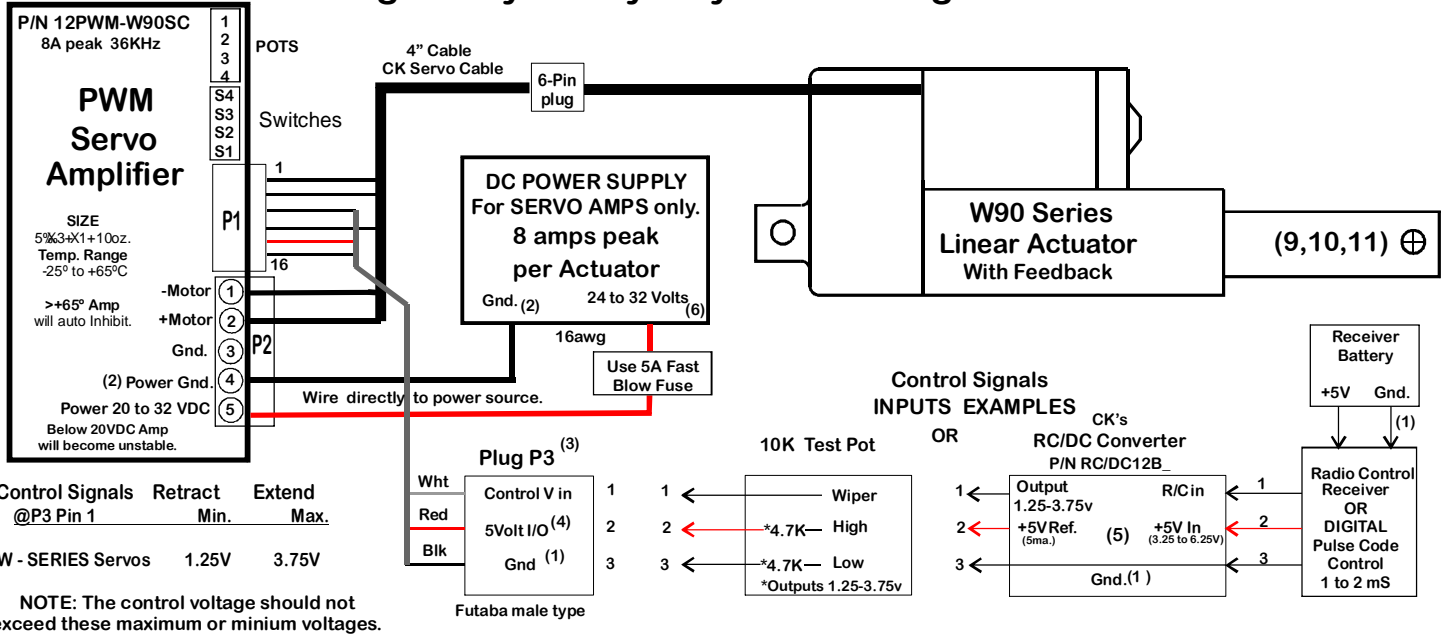 P/N 12PWM-W90SC
8A peak 36KHz
1
2
3
4
POTS
S4
S3
S2
S1
Switches
PWM
Servo
Amplifier
SIZE
Temp. Range
-25º to +65ºC
>+65º Amp
will auto Inhibit.
P1
1
16
-Motor 1
+Motor 2
Gnd. 3
(2) Power Gnd. 4
Power 20 to 32 VDC 5
P2
Below 20VDC Amp
will become unstable.
4” Cable
CK Servo Cable
6-Pin
plug
DC POWER SUPPLY
For SERVO AMPS only.
8 amps peak
per Actuator
Gnd. (2) 24 to 32 Volts (6)
16awg
Use 5A Fast
Blow Fuse
Wire directly to power source.
W90 Series
Linear Actuator
With Feedback
(9,10,11)
Control Signals
INPUTS EXAMPLES
OR
Plug P3 (3)
Wht Control V in 1
Red 5Volt I/O (4) 2
Blk Gnd (1) 3
Futaba male type
10K Test Pot
1 Wiper
2 *4.7K High
3 *4.7K Low
*Outputs 1.25-3.75v
CK's
RC/DC Converter
P/N RC/DC12B_
1 Output R/C in 1
1.25-3.75v
2 +5V Ref. (5) +5V In 2
(5ma.) (3.25 to 6.25V)
3 Gnd.(1) 3
Receiver
Battery
+5V Gnd.
(1)
Radio Control
Receiver
OR
DIGITAL
Pulse Code
Control
1 to 2 mS
Control Signals Retract Extend
@P3 Pin 1 Min. Max.
W - SERIES Servos 1.25V 3.75V
NOTE: The control voltage should not
exceed these maximum or minium voltages.